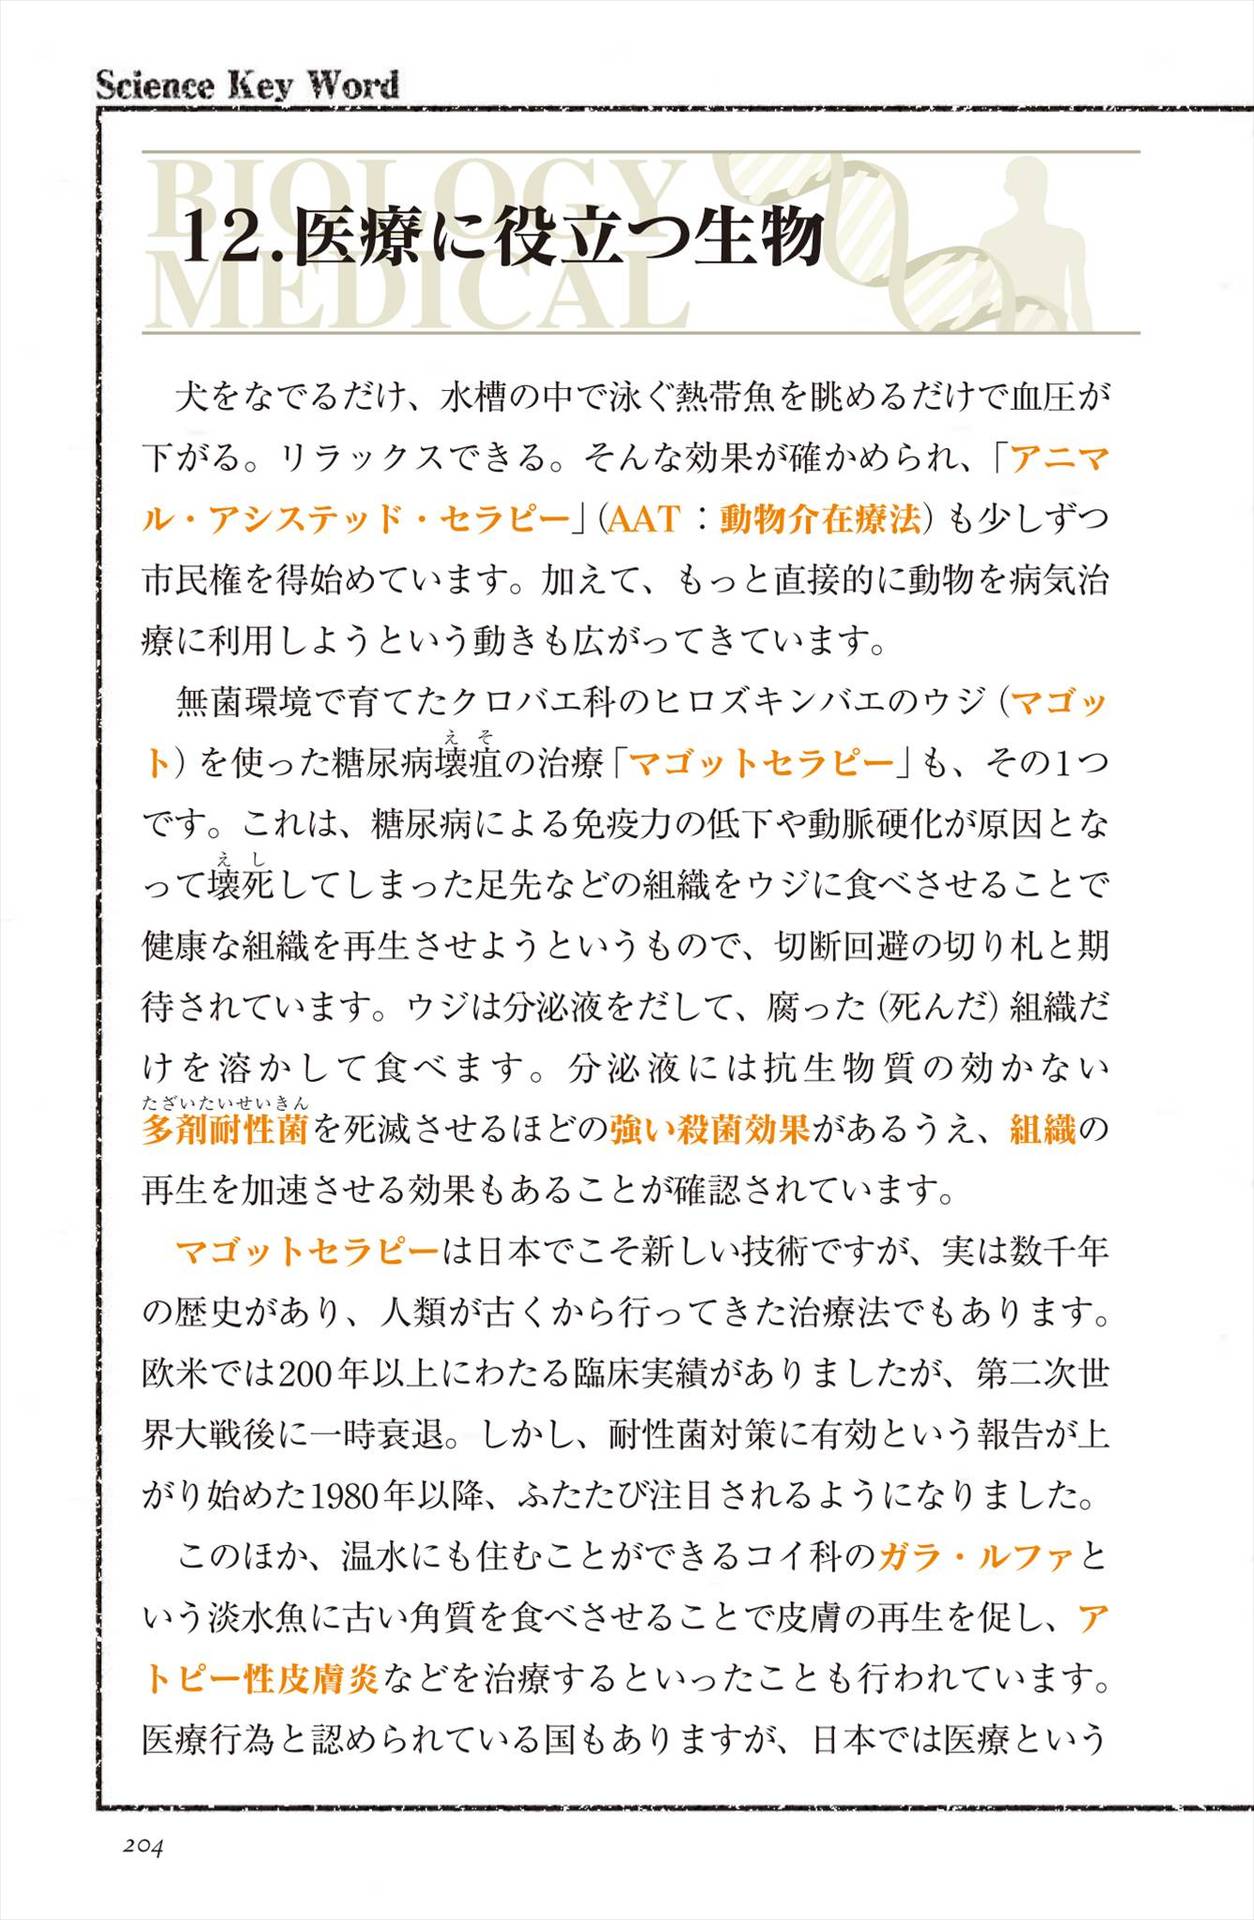 Science Key Word
BIOLOGY
MEDICAL
12.医療に役立つ生物
犬をなでるだけ、水槽の中で泳ぐ熱帯魚を眺めるだけで血圧が
下がる。リラックスできる。そんな効果が確かめられ、「アニマ
ル・アシステッド・セラピー」(AAT:動物介在療法)も少しずつ
市民権を得始めています。加えて、もっと直接的に動物を病気治
療に利用しようという動きも広がってきています。
無菌環境で育てたクロバエ科のヒロズキンバエのウジ(マゴッ
えそ
ト)を使った糖尿病壊疽の治療「マゴットセラピー」も、その1つ
です。これは、糖尿病による免疫力の低下や動脈硬化が原因とな
えし
って壊死してしまった足先などの組織をウジに食べさせることで
健康な組織を再生させようというもので、切断回避の切り札と期
待されています。ウジは分泌液をだして、腐った(死んだ)組織だ
けを溶かして食べます。分泌液には抗生物質の効かない
たざいたいせいきん
多剤耐性菌を死滅させるほどの強い殺菌効果があるうえ、組織の
再生を加速させる効果もあることが確認されています。
マゴットセラピーは日本でこそ新しい技術ですが、実は数千年
の歴史があり、人類が古くから行ってきた治療法でもあります。
欧米では200年以上にわたる臨床実績がありましたが、第二次世
界大戦後に一時衰退。しかし、耐性菌対策に有効という報告が上
がり始めた1980年以降、ふたたび注目されるようになりました。
このほか、温水にも住むことができるコイ科のガラ・ルファと
いう淡水魚に古い角質を食べさせることで皮膚の再生を促し、ア
トピー性皮膚炎などを治療するといったことも行われています。
医療行為と認められている国もありますが、日本では医療という
204